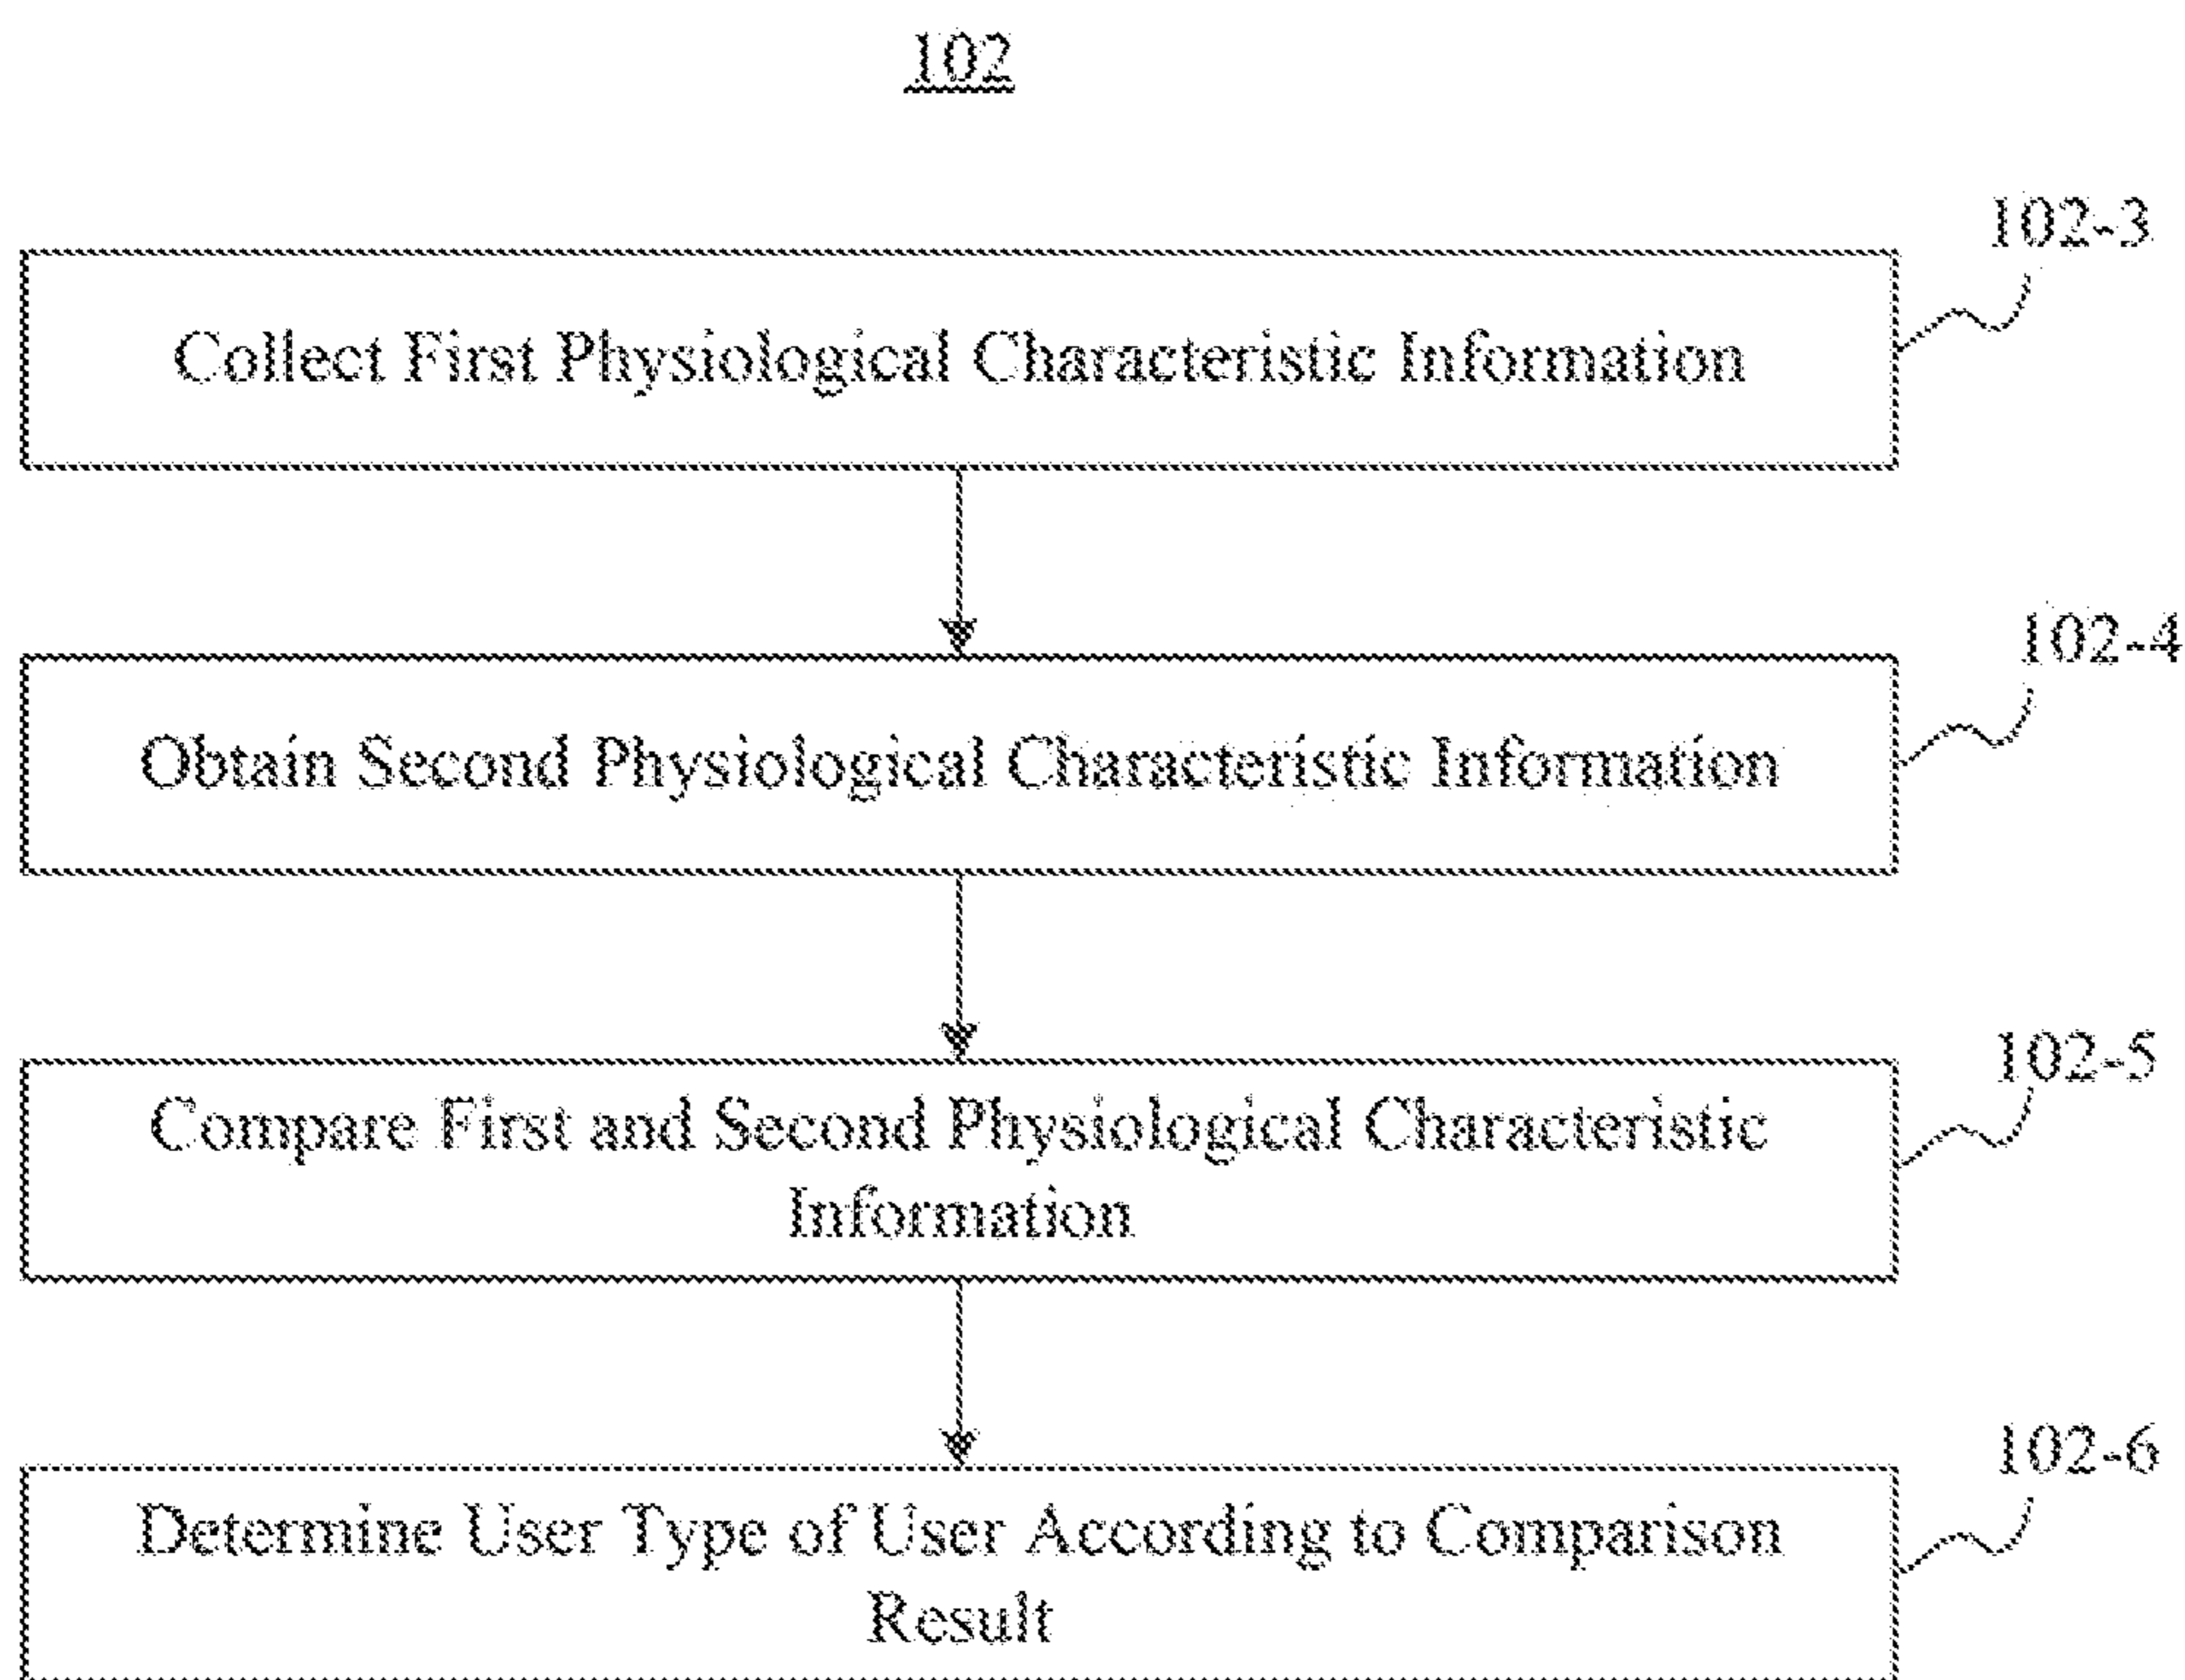 102
102-3
Collect First Physiological Characteristic Information
102-4
Obtain Second Physiological Characteristic Information
102-5
Compare First and Second Physiological Characteristic
Information
102-6
Determine User Type of User According to Comparison
Result